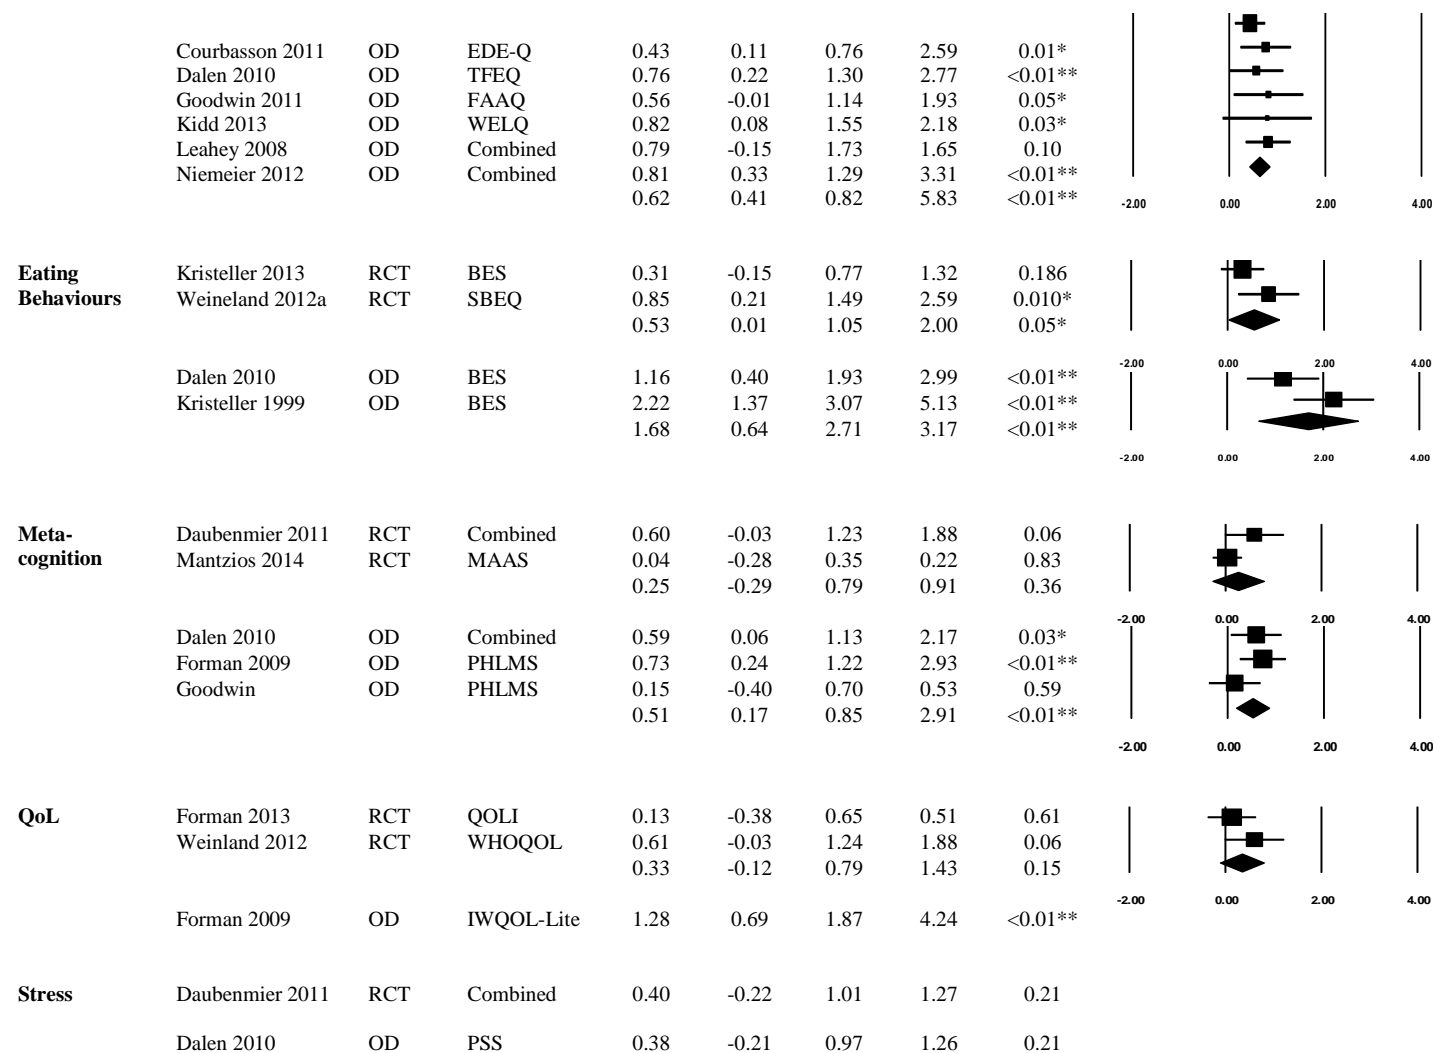 Courbasson 2011 OD EDE-Q 0.43 0.11 0.76 2.59 0.01*
Dalen 2010 OD TFEQ 0.76 0.22 1.30 2.77 <0.01**
Goodwin 2011 OD FAAQ 0.56 -0.01 1.14 1.93 0.05*
Kidd 2013 OD WELQ 0.82 0.08 1.55 2.18 0.03*
Leahey 2008 OD Combined 0.79 -0.15 1.73 1.65 0.10
Niemeier 2012 OD Combined 0.81 0.33 1.29 3.31 <0.01**
0.62 0.41 0.82 5.83 <0.01**
-2.00 0.00 2.00 4.00
Eating Kristeller 2013 RCT BES 0.31 -0.15 0.77 1.32 0.186
Behaviours Weineland 2012a RCT SBEQ 0.85 0.21 1.49 2.59 0.010*
0.53 0.01 1.05 2.00 0.05*
-2.00 0.00 2.00 4.00
Dalen 2010 OD BES 1.16 0.40 1.93 2.99 <0.01**
Kristeller 1999 OD BES 2.22 1.37 3.07 5.13 <0.01**
1.68 0.64 2.71 3.17 <0.01**
-2.00 0.00 2.00 4.00
Meta- Daubenmier 2011 RCT Combined 0.60 -0.03 1.23 1.88 0.06
cognition Mantzios 2014 RCT MAAS 0.04 -0.28 0.35 0.22 0.83
0.25 -0.29 0.79 0.91 0.36
-2.00 0.00 2.00 4.00
Dalen 2010 OD Combined 0.59 0.06 1.13 2.17 0.03*
Forman 2009 OD PHLMS 0.73 0.24 1.22 2.93 <0.01**
Goodwin OD PHLMS 0.15 -0.40 0.70 0.53 0.59
0.51 0.17 0.85 2.91 <0.01**
-2.00 0.00 2.00 4.00
QoL Forman 2013 RCT QOLI 0.13 -0.38 0.65 0.51 0.61
Weinland 2012 RCT WHOQOL 0.61 -0.03 1.24 1.88 0.06
0.33 -0.12 0.79 1.43 0.15
-2.00 0.00 2.00 4.00
Forman 2009 OD IWQOL-Lite 1.28 0.69 1.87 4.24 <0.01**
Stress Daubenmier 2011 RCT Combined 0.40 -0.22 1.01 1.27 0.21
Dalen 2010 OD PSS 0.38 -0.21 0.97 1.26 0.21